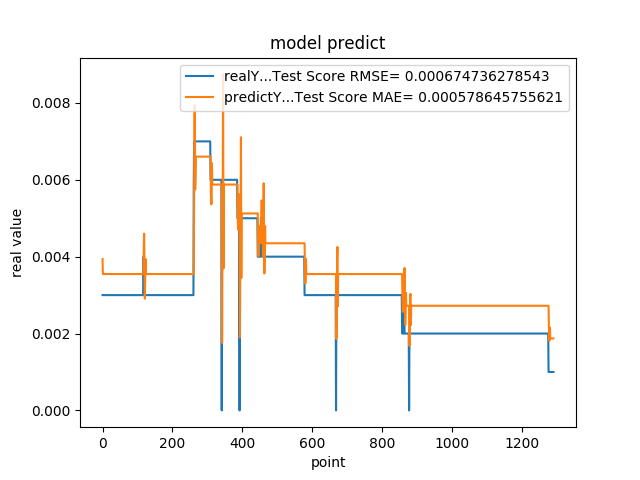 model predict
realY...Test Score RMSE= 0.000674736278543
predictY...Test Score MAE= 0.000578645755621
0.008
0.006
0.004
0.002
0.000
real value
0 200 400 600 800 1000 1200
point